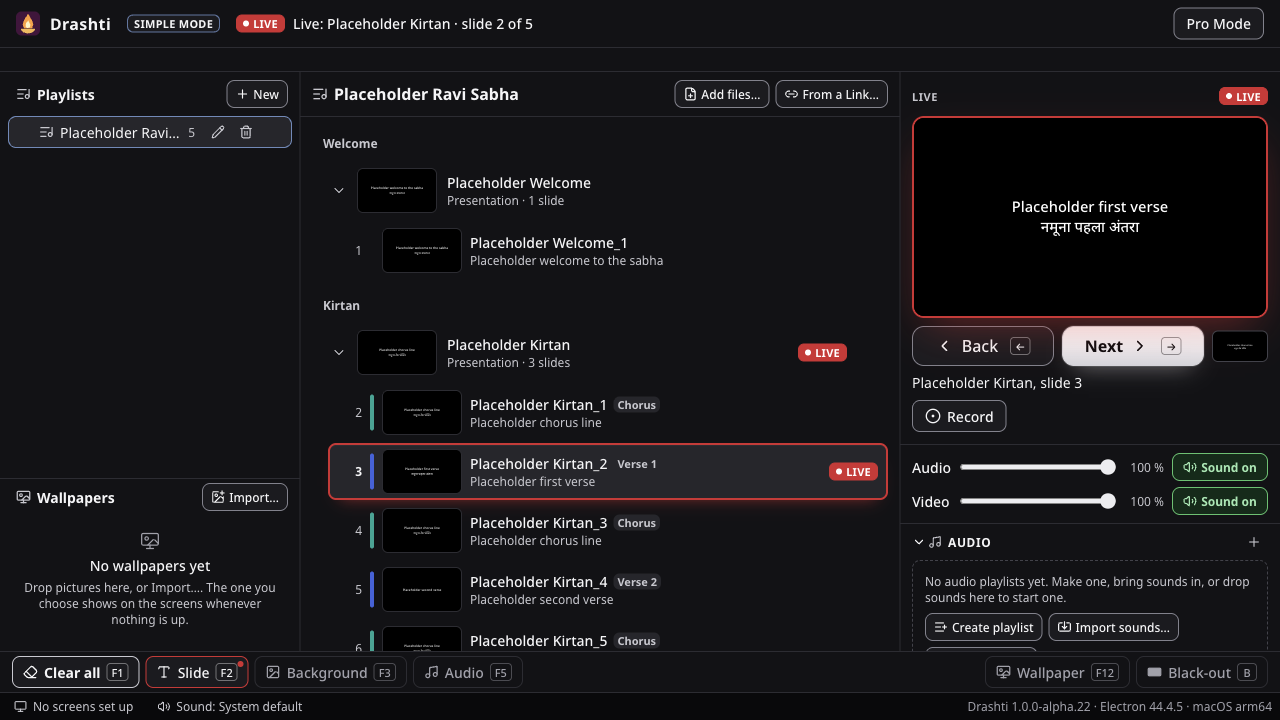 Drashti SIMPLE MODE LIVE Live: Placeholder Kirtan · slide 2 of 5 Pro Mode
Playlists New
Placeholder Ravi... 5
Wallpapers Import...
No wallpapers yet
Drop pictures here, or Import.... The one you
choose shows on the screens whenever
nothing is up.
Placeholder Ravi Sabha Add files... From a Link...
Welcome
Placeholder Welcome
Presentation · 1 slide
1 Placeholder Welcome_1
Placeholder welcome to the sabha
Kirtan
Placeholder Kirtan
Presentation · 3 slides
LIVE
2 Placeholder Kirtan_1 Chorus
Placeholder chorus line
3 Placeholder Kirtan_2 Verse 1
Placeholder first verse
LIVE
4 Placeholder Kirtan_3 Chorus
Placeholder chorus line
5 Placeholder Kirtan_4 Verse 2
Placeholder second verse
6 Placeholder Kirtan_5 Chorus
LIVE LIVE
Placeholder first verse
नमूना पहला अंतरा
Back ← Next →
Placeholder Kirtan, slide 3
Record
Audio 100 % Sound on
Video 100 % Sound on
AUDIO
No audio playlists yet. Make one, bring sounds in, or drop
sounds here to start one.
Create playlist Import sounds...
Clear all F1 Slide F2 Background F3 Audio F5 Wallpaper F12 Black-out B
No screens set up Sound: System default Drashti 1.0.0-alpha.22 · Electron 44.4.5 · macOS arm64